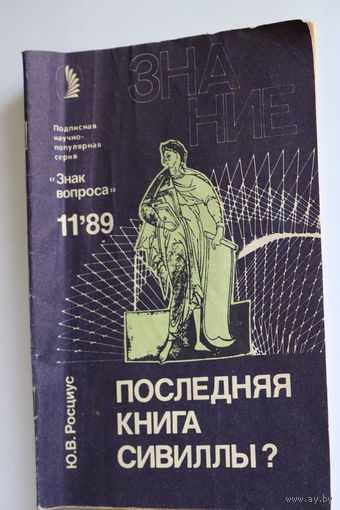 ЗНА
НИЕ
Подписная
научно-
популярная
серия
«Знак
вопроса»
11'89
Ю.В. Росциус
ПОСЛЕДНЯЯ
КНИГА
СИВИЛЛЫ?
www.ay.by